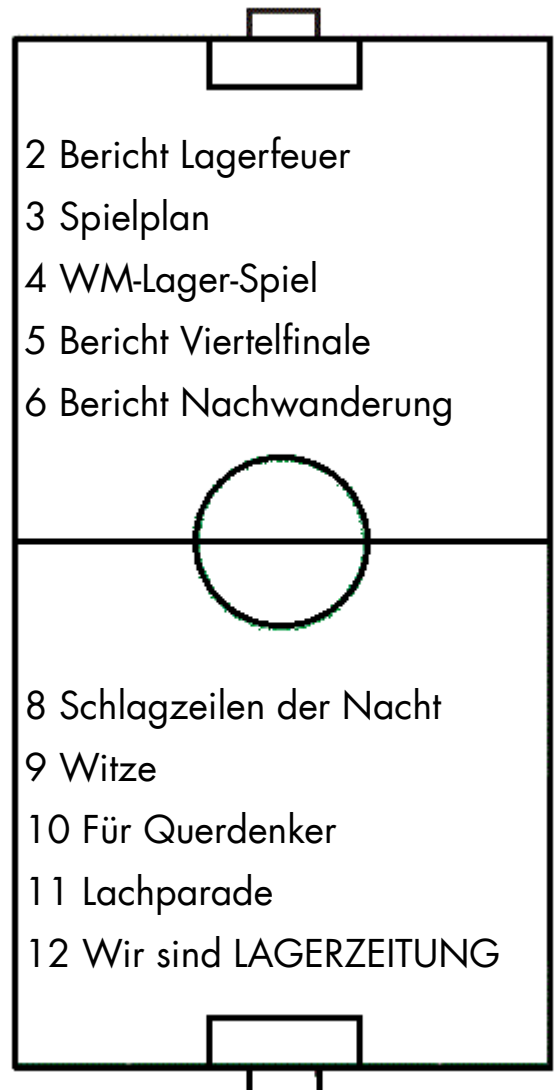 2 Bericht Lagerfeuer
3 Spielplan
4 WM-Lager-Spiel
5 Bericht Viertelfinale
6 Bericht Nachwanderung
8 Schlagzeilen der Nacht
9 Witze
10 Für Querdenker
11 Lachparade
12 Wir sind LAGERZEITUNG